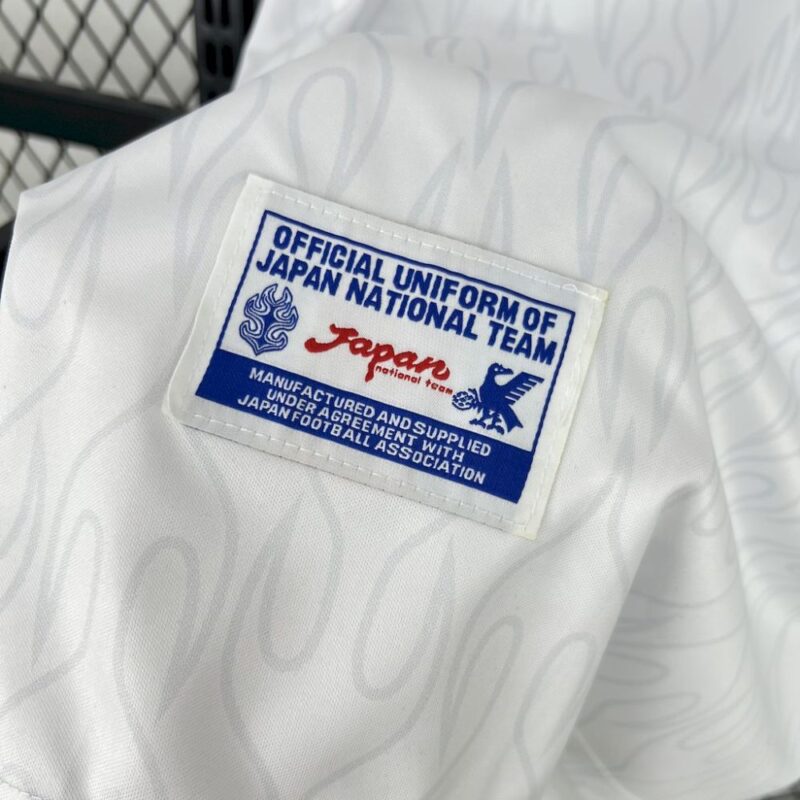 OFFICIAL UNIFORM OF
JAPAN NATIONAL TEAM
Japan
national team
MANUFACTURED AND SUPPLIED
UNDER AGREEMENT WITH
JAPAN FOOTBALL ASSOCIATION